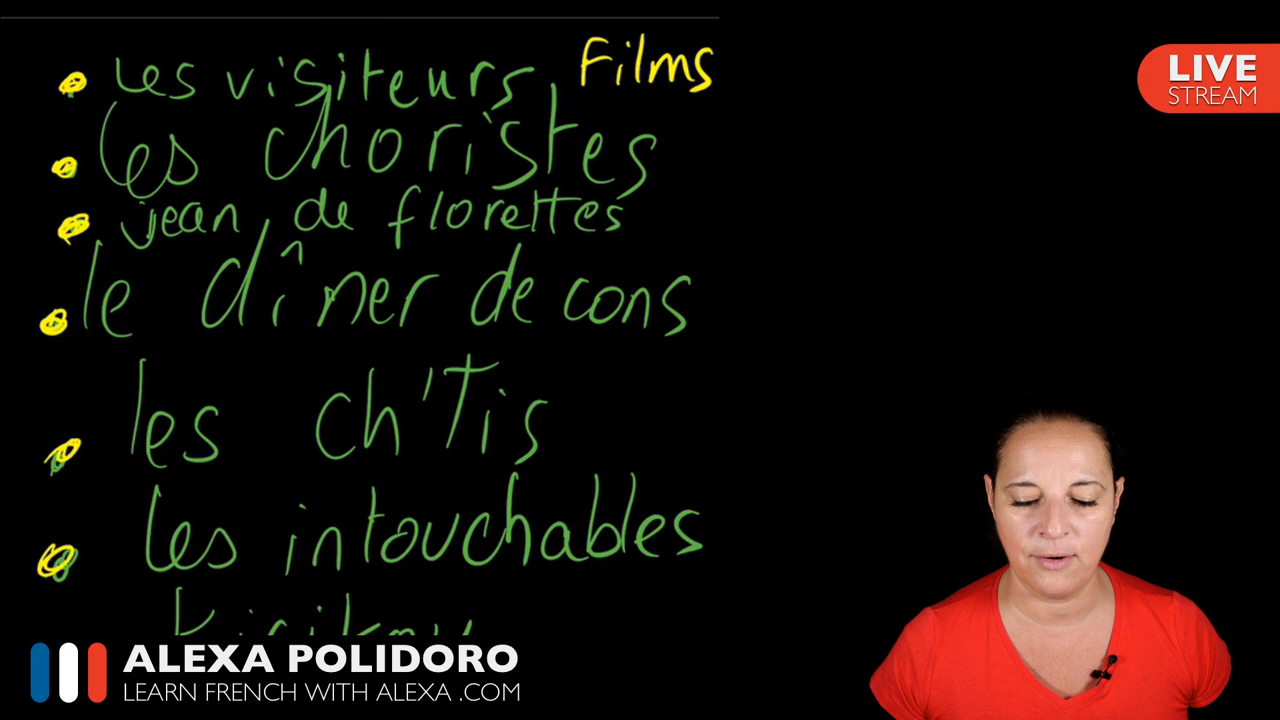 Films
les visiteurs
les choristes
jean de florettes
le dîner de cons
les ch'Tis
les intouchables
LIVE
STREAM
ALEXA POLIDORO
LEARN FRENCH WITH ALEXA .COM